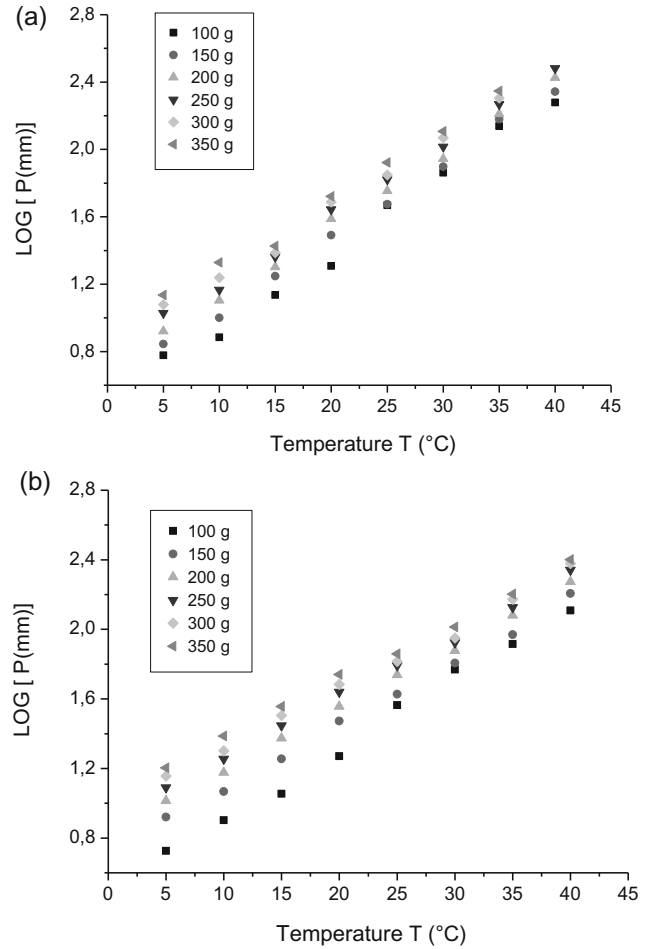 (a)
100 g
150 g
200 g
250 g
300 g
350 g
LOG [ P(mm)]
2,8
2,4
2,0
1,6
1,2
0,8
0 5 10 15 20 25 30 35 40 45
Temperature T (°C)
(b)
100 g
150 g
200 g
250 g
300 g
350 g
LOG [ P(mm)]
2,8
2,4
2,0
1,6
1,2
0,8
0 5 10 15 20 25 30 35 40 45
Temperature T (°C)